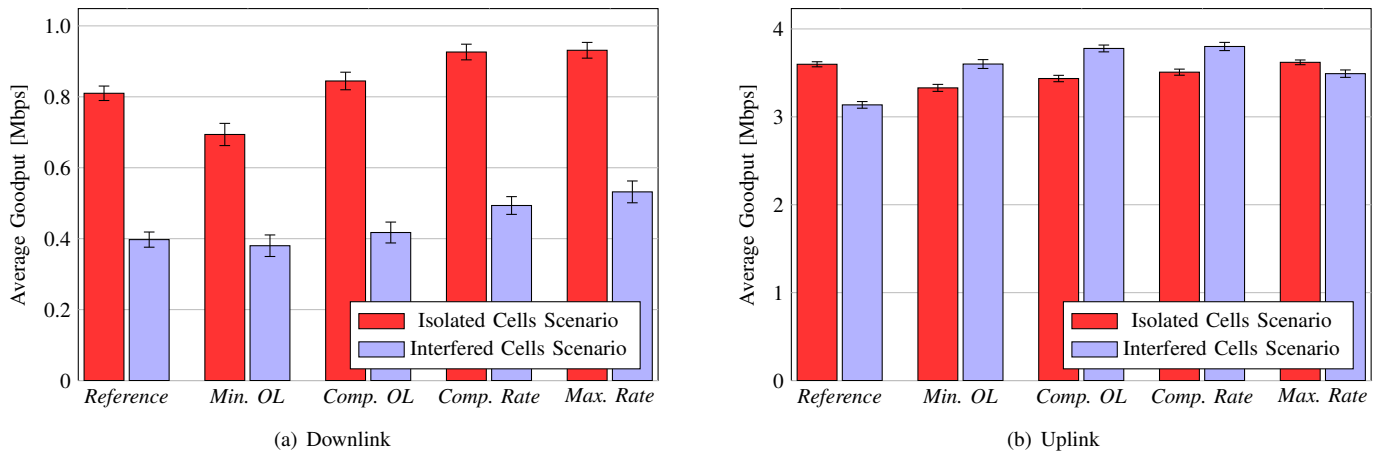 Average Goodput [Mbps]
1.0
0.8
0.6
0.4
0.2
0
Isolated Cells Scenario
Interfered Cells Scenario
Reference Min. OL Comp. OL Comp. Rate Max. Rate
(a) Downlink
Average Goodput [Mbps]
4
3
2
1
0
Isolated Cells Scenario
Interfered Cells Scenario
Reference Min. OL Comp. OL Comp. Rate Max. Rate
(b) Uplink